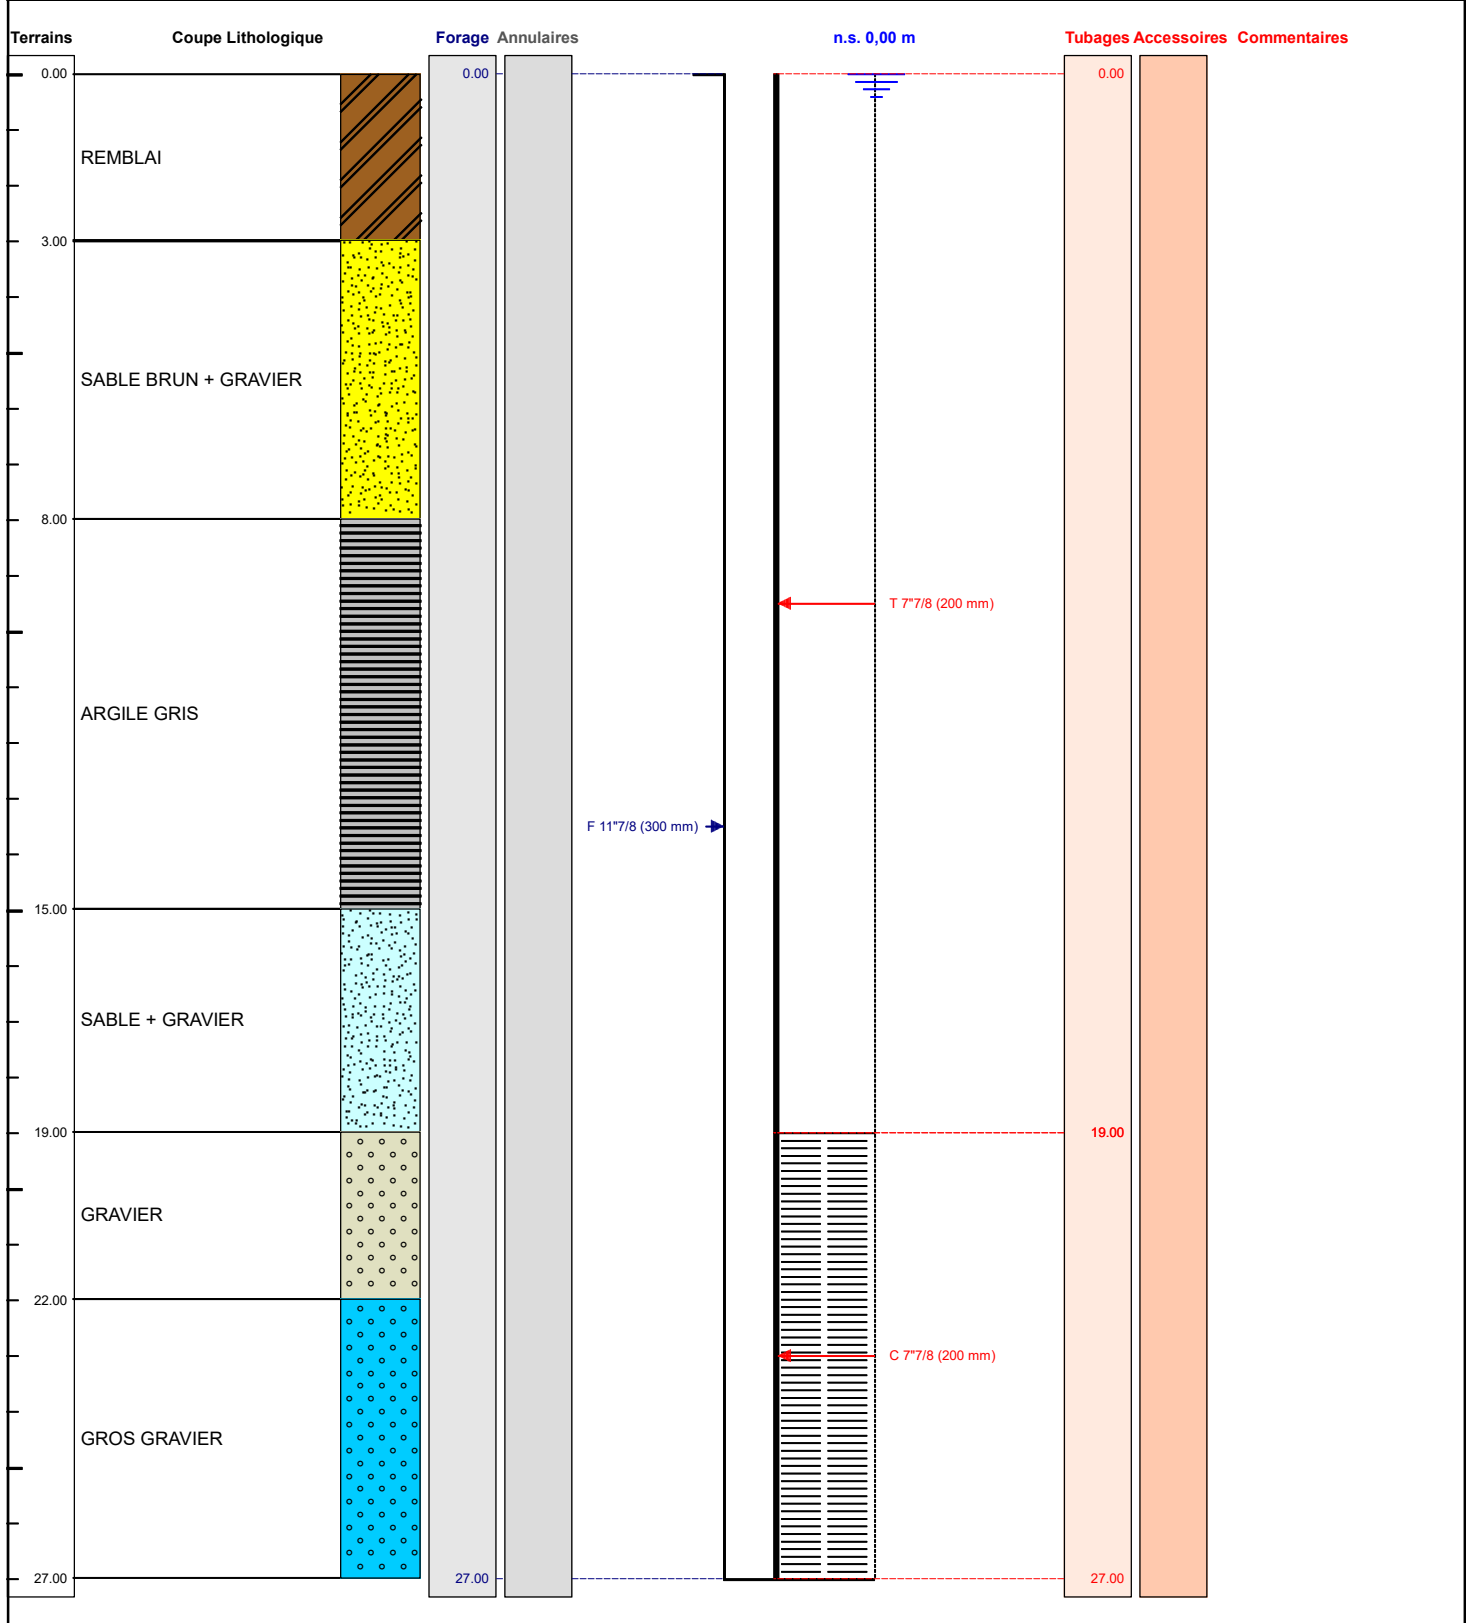 Terrains Coupe Lithologique Forage Annulaires n.s. 0,00 m Tubages Accessoires Commentaires
0.00 0.00 0.00
REMBLAI
3.00
SABLE BRUN + GRAVIER
8.00
T 7"7/8 (200 mm)
ARGILE GRIS
F 11"7/8 (300 mm)
15.00
SABLE + GRAVIER
19.00 19.00
GRAVIER
22.00
C 7"7/8 (200 mm)
GROS GRAVIER
27.00 27.00 27.00